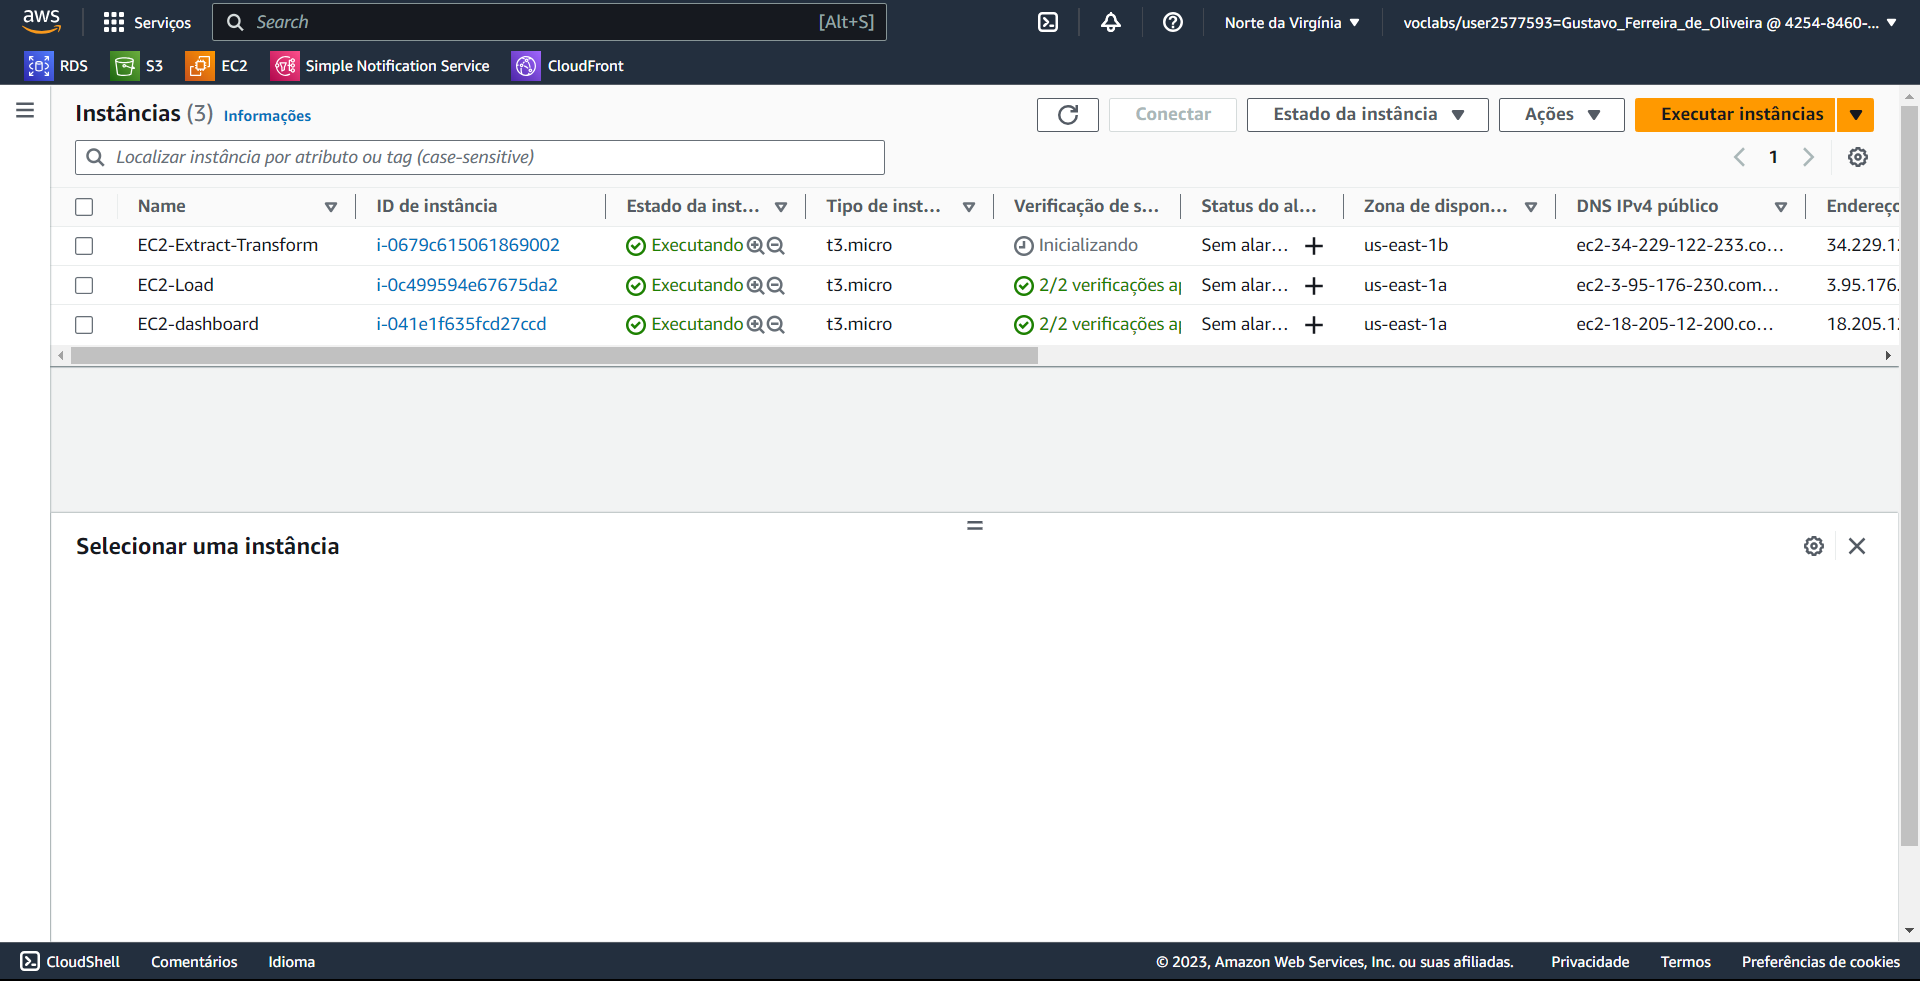 aws Serviços Search [Alt+S] Norte da Virgínia voclabs/user2577593=Gustavo_Ferreira_de_Oliveira @ 4254-8460-...
RDS S3 EC2 Simple Notification Service CloudFront
Instâncias (3) Informações Conectar Estado da instância Ações Executar instâncias
Localizar instância por atributo ou tag (case-sensitive) 1
Name ID de instância Estado da inst... Tipo de inst... Verificação de s... Status do al... Zona de dispon... DNS IPv4 público Endereço
EC2-Extract-Transform i-0679c615061869002 Executando t3.micro Inicializando Sem alar... us-east-1b ec2-34-229-122-233.co... 34.229.1
EC2-Load i-0c499594e67675da2 Executando t3.micro 2/2 verificações Sem alar... us-east-1a ec2-3-95-176-230.com... 3.95.176.
EC2-dashboard i-041e1f635fcd27ccd Executando t3.micro 2/2 verificações Sem alar... us-east-1a ec2-18-205-12-200.co... 18.205.1
Selecionar uma instância
CloudShell Comentários Idioma © 2023, Amazon Web Services, Inc. ou suas afiliadas. Privacidade Termos Preferências de cookies